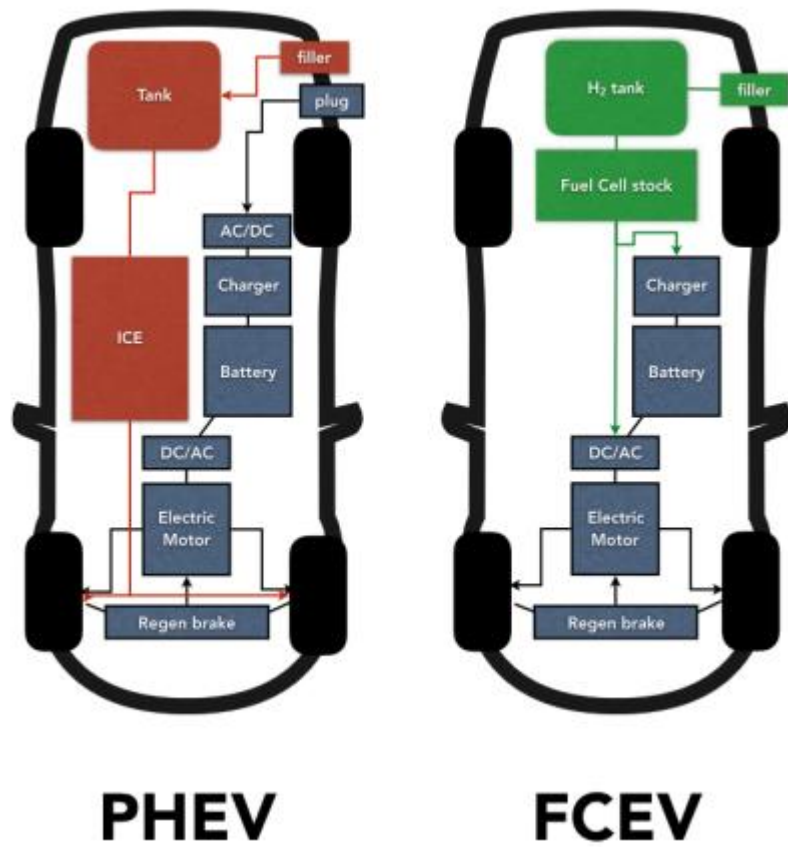 filler
Tank
plug
AC/DC
Charger
ICE
Battery
DC/AC
Electric
Motor
Regen brake
PHEV
filler
H₂ tank
Fuel Cell stock
Charger
Battery
DC/AC
Electric
Motor
Regen brake
FCEV